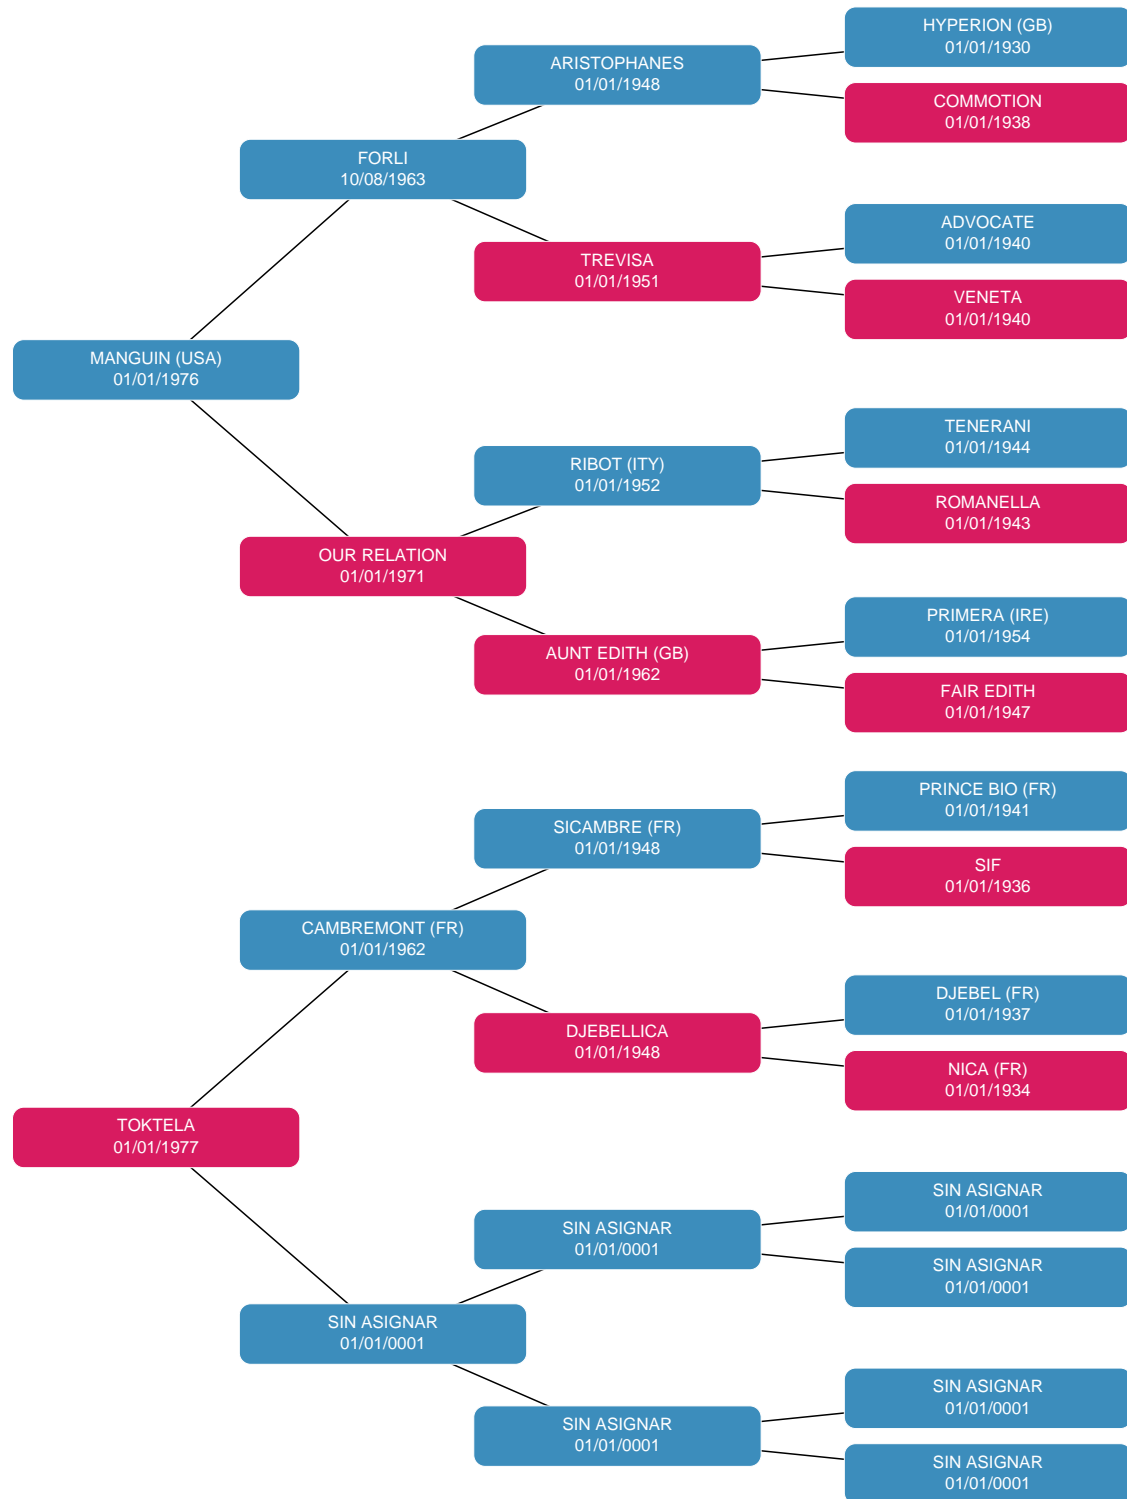 HYPERION (GB)
01/01/1930
ARISTOPHANES
01/01/1948
COMMOTION
01/01/1938
FORLI
10/08/1963
ADVOCATE
01/01/1940
TREVISA
01/01/1951
VENETA
01/01/1940
MANGUIN (USA)
01/01/1976
TENERANI
01/01/1944
RIBOT (ITY)
01/01/1952
ROMANELLA
01/01/1943
OUR RELATION
01/01/1971
PRIMERA (IRE)
01/01/1954
AUNT EDITH (GB)
01/01/1962
FAIR EDITH
01/01/1947
PRINCE BIO (FR)
01/01/1941
SICAMBRE (FR)
01/01/1948
SIF
01/01/1936
CAMBREMONT (FR)
01/01/1962
DJEBEL (FR)
01/01/1937
DJEBELLICA
01/01/1948
NICA (FR)
01/01/1934
TOKTELA
01/01/1977
SIN ASIGNAR
01/01/0001
SIN ASIGNAR
01/01/0001
SIN ASIGNAR
01/01/0001
SIN ASIGNAR
01/01/0001
SIN ASIGNAR
01/01/0001
SIN ASIGNAR
01/01/0001
SIN ASIGNAR
01/01/0001